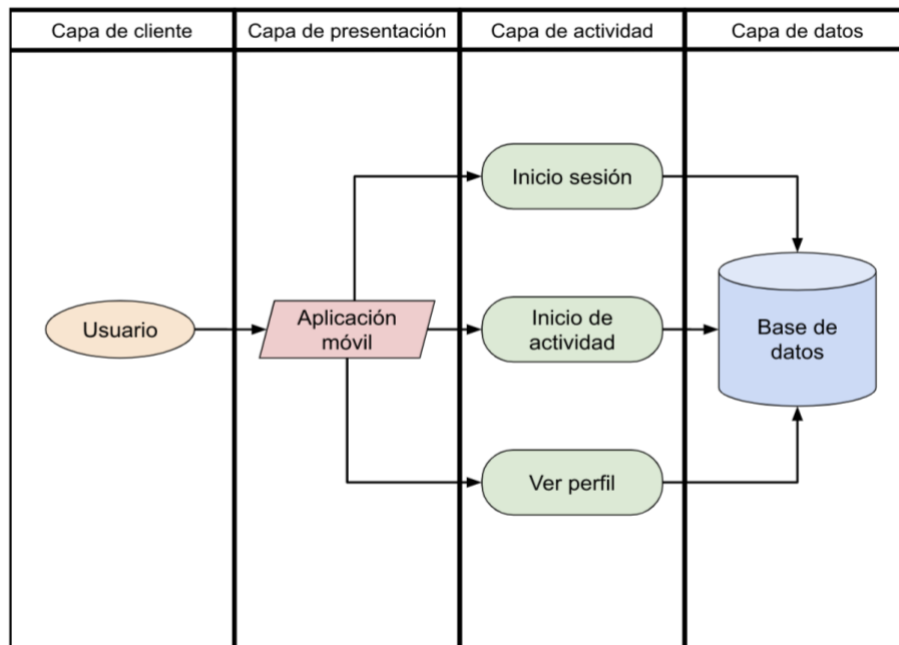 Capa de cliente
Capa de presentación
Capa de actividad
Capa de datos
Inicio sesión
Usuario
Aplicación
móvil
Inicio de
actividad
Base de
datos
Ver perfil